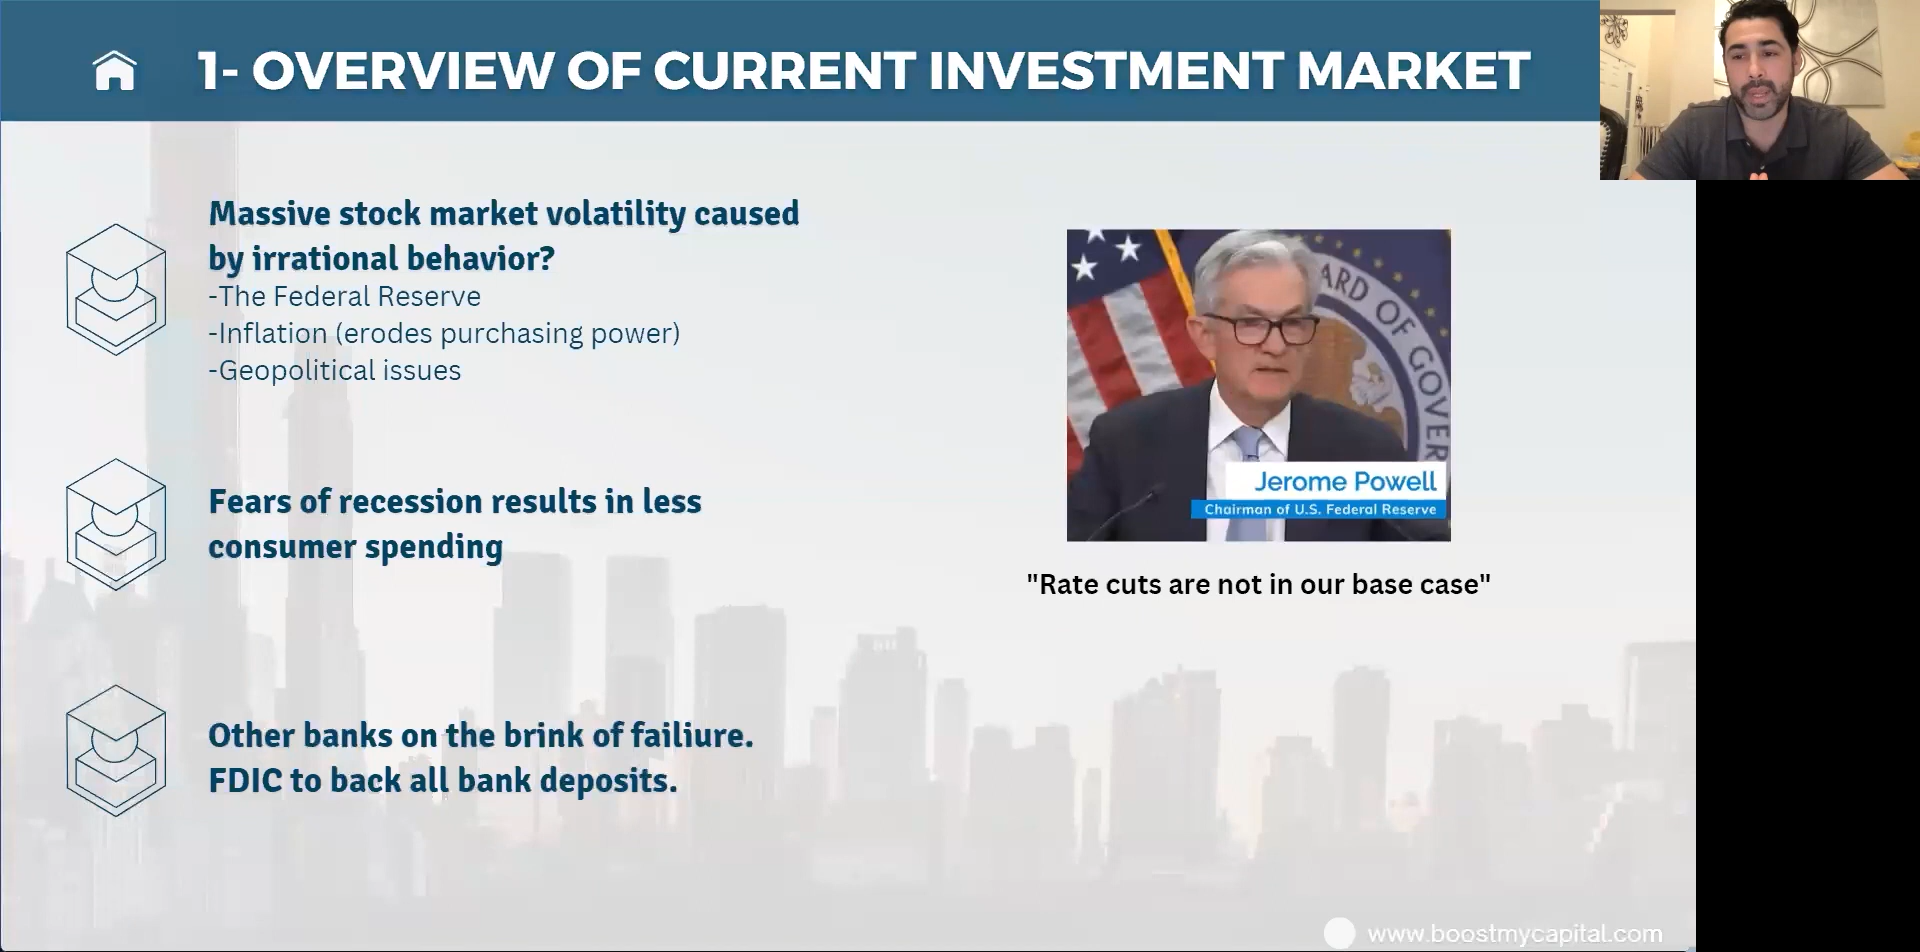 1- OVERVIEW OF CURRENT INVESTMENT MARKET
Massive stock market volatility caused
by irrational behavior?
-The Federal Reserve
-Inflation (erodes purchasing power)
-Geopolitical issues
Fears of recession results in less
consumer spending
Other banks on the brink of failiure.
FDIC to back all bank deposits.
ARD OF GOVER
Jerome Powell
Chairman of U.S. Federal Reserve
"Rate cuts are not in our base case"
www.boostmycapital.com